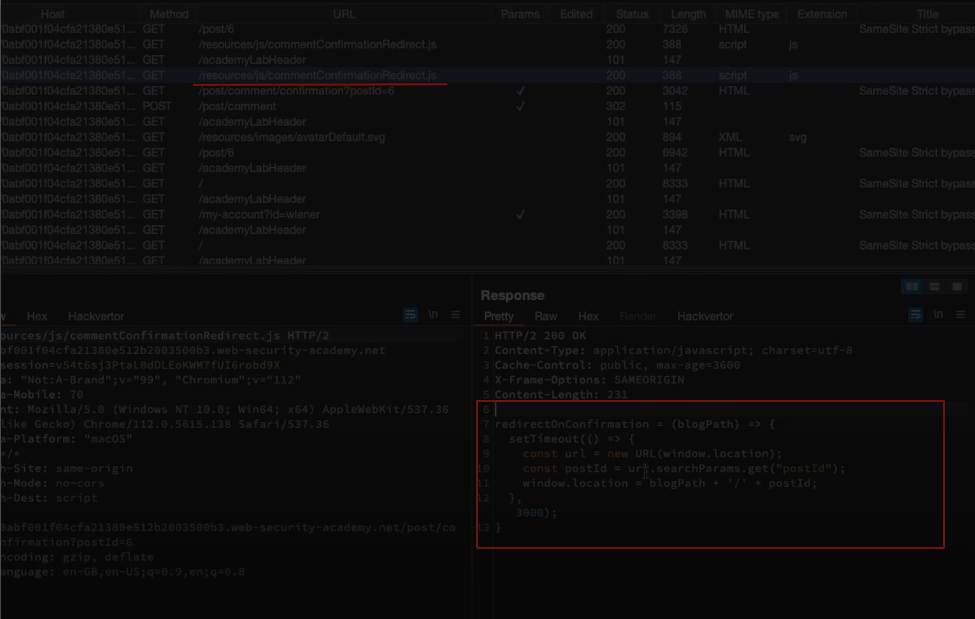 Host Method URL Params Edited Status Length MIME type Extension Title
0abf001f04cfa21380e51... GET /post/6 200 7326 HTML SameSite Strict bypass
0abf001f04cfa21380e51... GET /resources/js/commentConfirmationRedirect.js 200 388 script js
0abf001f04cfa21380e51... GET /academyLabHeader 101 147
0abf001f04cfa21380e51... GET /resources/js/commentConfirmationRedirect.js 200 388 script js
0abf001f04cfa21380e51... GET /post/comment/confirmation?postId=6 ✓ 200 3042 HTML SameSite Strict bypass
0abf001f04cfa21380e51... POST /post/comment ✓ 302 115
0abf001f04cfa21380e51... GET /academyLabHeader 101 147
0abf001f04cfa21380e51... GET /resources/images/avatarDefault.svg 200 894 XML svg
0abf001f04cfa21380e51... GET /post/6 200 6942 HTML SameSite Strict bypass
0abf001f04cfa21380e51... GET /academyLabHeader 101 147
0abf001f04cfa21380e51... GET / 200 8333 HTML SameSite Strict bypass
0abf001f04cfa21380e51... GET /academyLabHeader 101 147
0abf001f04cfa21380e51... GET /my-account?id=wiener ✓ 200 3398 HTML SameSite Strict bypass
0abf001f04cfa21380e51... GET /academyLabHeader 101 147
0abf001f04cfa21380e51... GET / 200 8333 HTML SameSite Strict bypass
0abf001f04cfa21380e51... GET /academyLabHeader 101 147
w Hex Hackvertor \n
ources/js/commentConfirmationRedirect.js HTTP/2
abf001f04cfa21380e512b2003500b3.web-security-academy.net
session=v54t6sj3PtaL0dDLEoKWM7fUI6robd9X
a: "Not:A-Brand";v="99", "Chromium";v="112"
a-Mobile: ?0
nt: Mozilla/5.0 (Windows NT 10.0; Win64; x64) AppleWebKit/537.36
like Gecko) Chrome/112.0.5615.138 Safari/537.36
a-Platform: "macOS"
*/*
h-Site: same-origin
h-Mode: no-cors
h-Dest: script
0abf001f04cfa21380e512b2003500b3.web-security-academy.net/post/co
nfirmation?postId=6
ncoding: gzip, deflate
anguage: en-GB,en-US;q=0.9,en;q=0.8
Response
Pretty Raw Hex Render Hackvertor \n
1 HTTP/2 200 OK
2 Content-Type: application/javascript; charset=utf-8
3 Cache-Control: public, max-age=3600
4 X-Frame-Options: SAMEORIGIN
5 Content-Length: 231
6
7 redirectOnConfirmation = (blogPath) => {
8 setTimeout(() => {
9 const url = new URL(window.location);
10 const postId = url.searchParams.get("postId");
11 window.location = blogPath + '/' + postId;
12 },
3000);
13 }